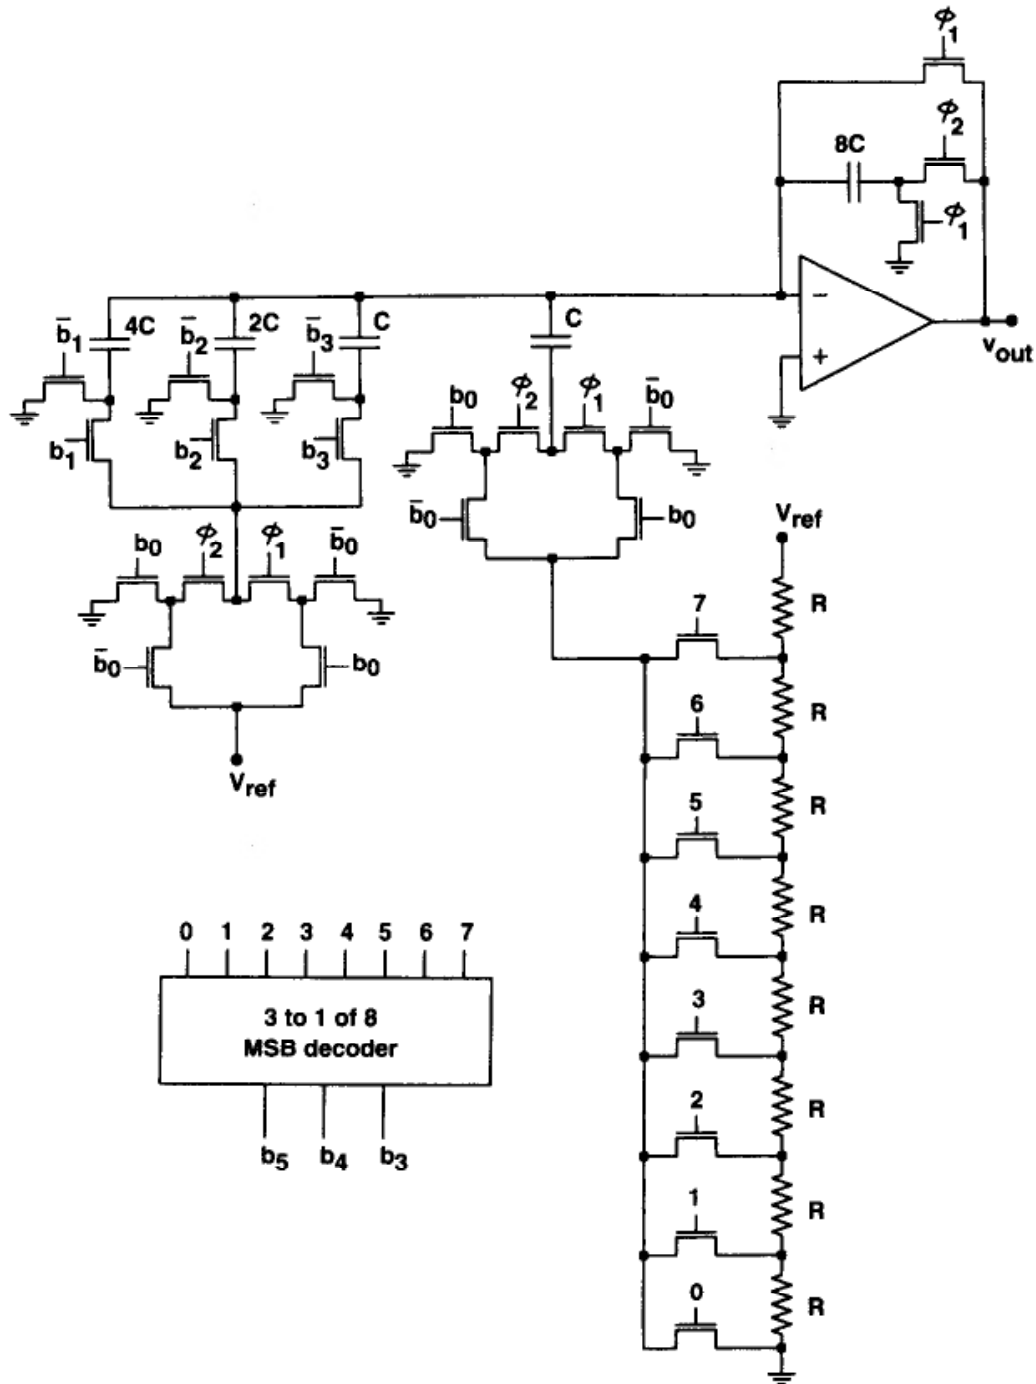 ϕ1
ϕ2
8C
ϕ1
b̄1 4C b̄2 2C b̄3 C C
−
+
vout
b1 b2 b3
b0 ϕ2 ϕ1 b̄0
b̄0 b0
b0 ϕ2 ϕ1 b̄0
b̄0 b0
Vref
Vref
R
7
R
6
R
5
R
4
R
3
R
2
R
1
R
0
0 1 2 3 4 5 6 7
3 to 1 of 8
MSB decoder
b5 b4 b3